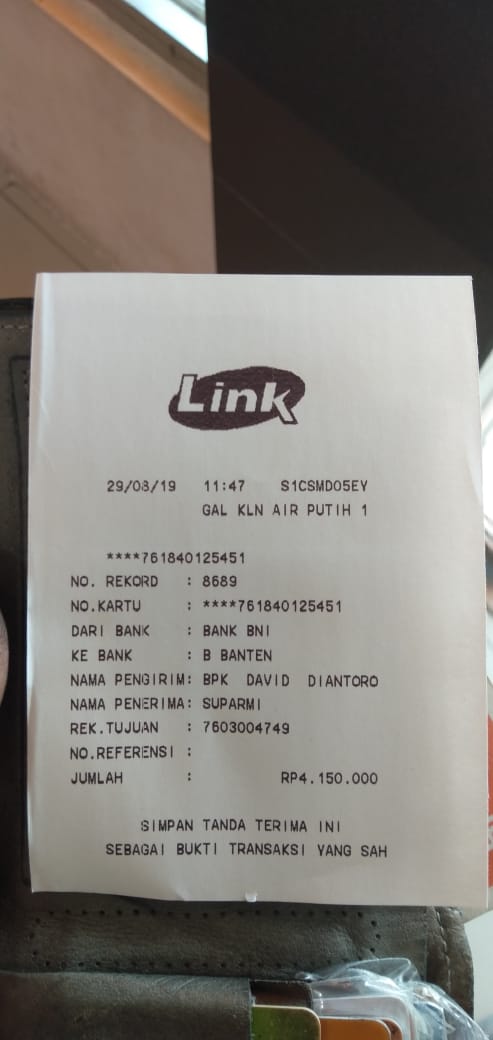 Link
29/08/19 11:47 S1CSMDO5EY
GAL KLN AIR PUTIH 1
****761840125451
NO. REKORD : 8689
NO.KARTU : ****761840125451
DARI BANK : BANK BNI
KE BANK : B BANTEN
NAMA PENGIRIM: BPK DAVID DIANTORO
NAMA PENERIMA: SUPARMI
REK.TUJUAN : 7603004749
NO.REFERENSI :
JUMLAH : RP4.150.000
SIMPAN TANDA TERIMA INI
SEBAGAI BUKTI TRANSAKSI YANG SAH